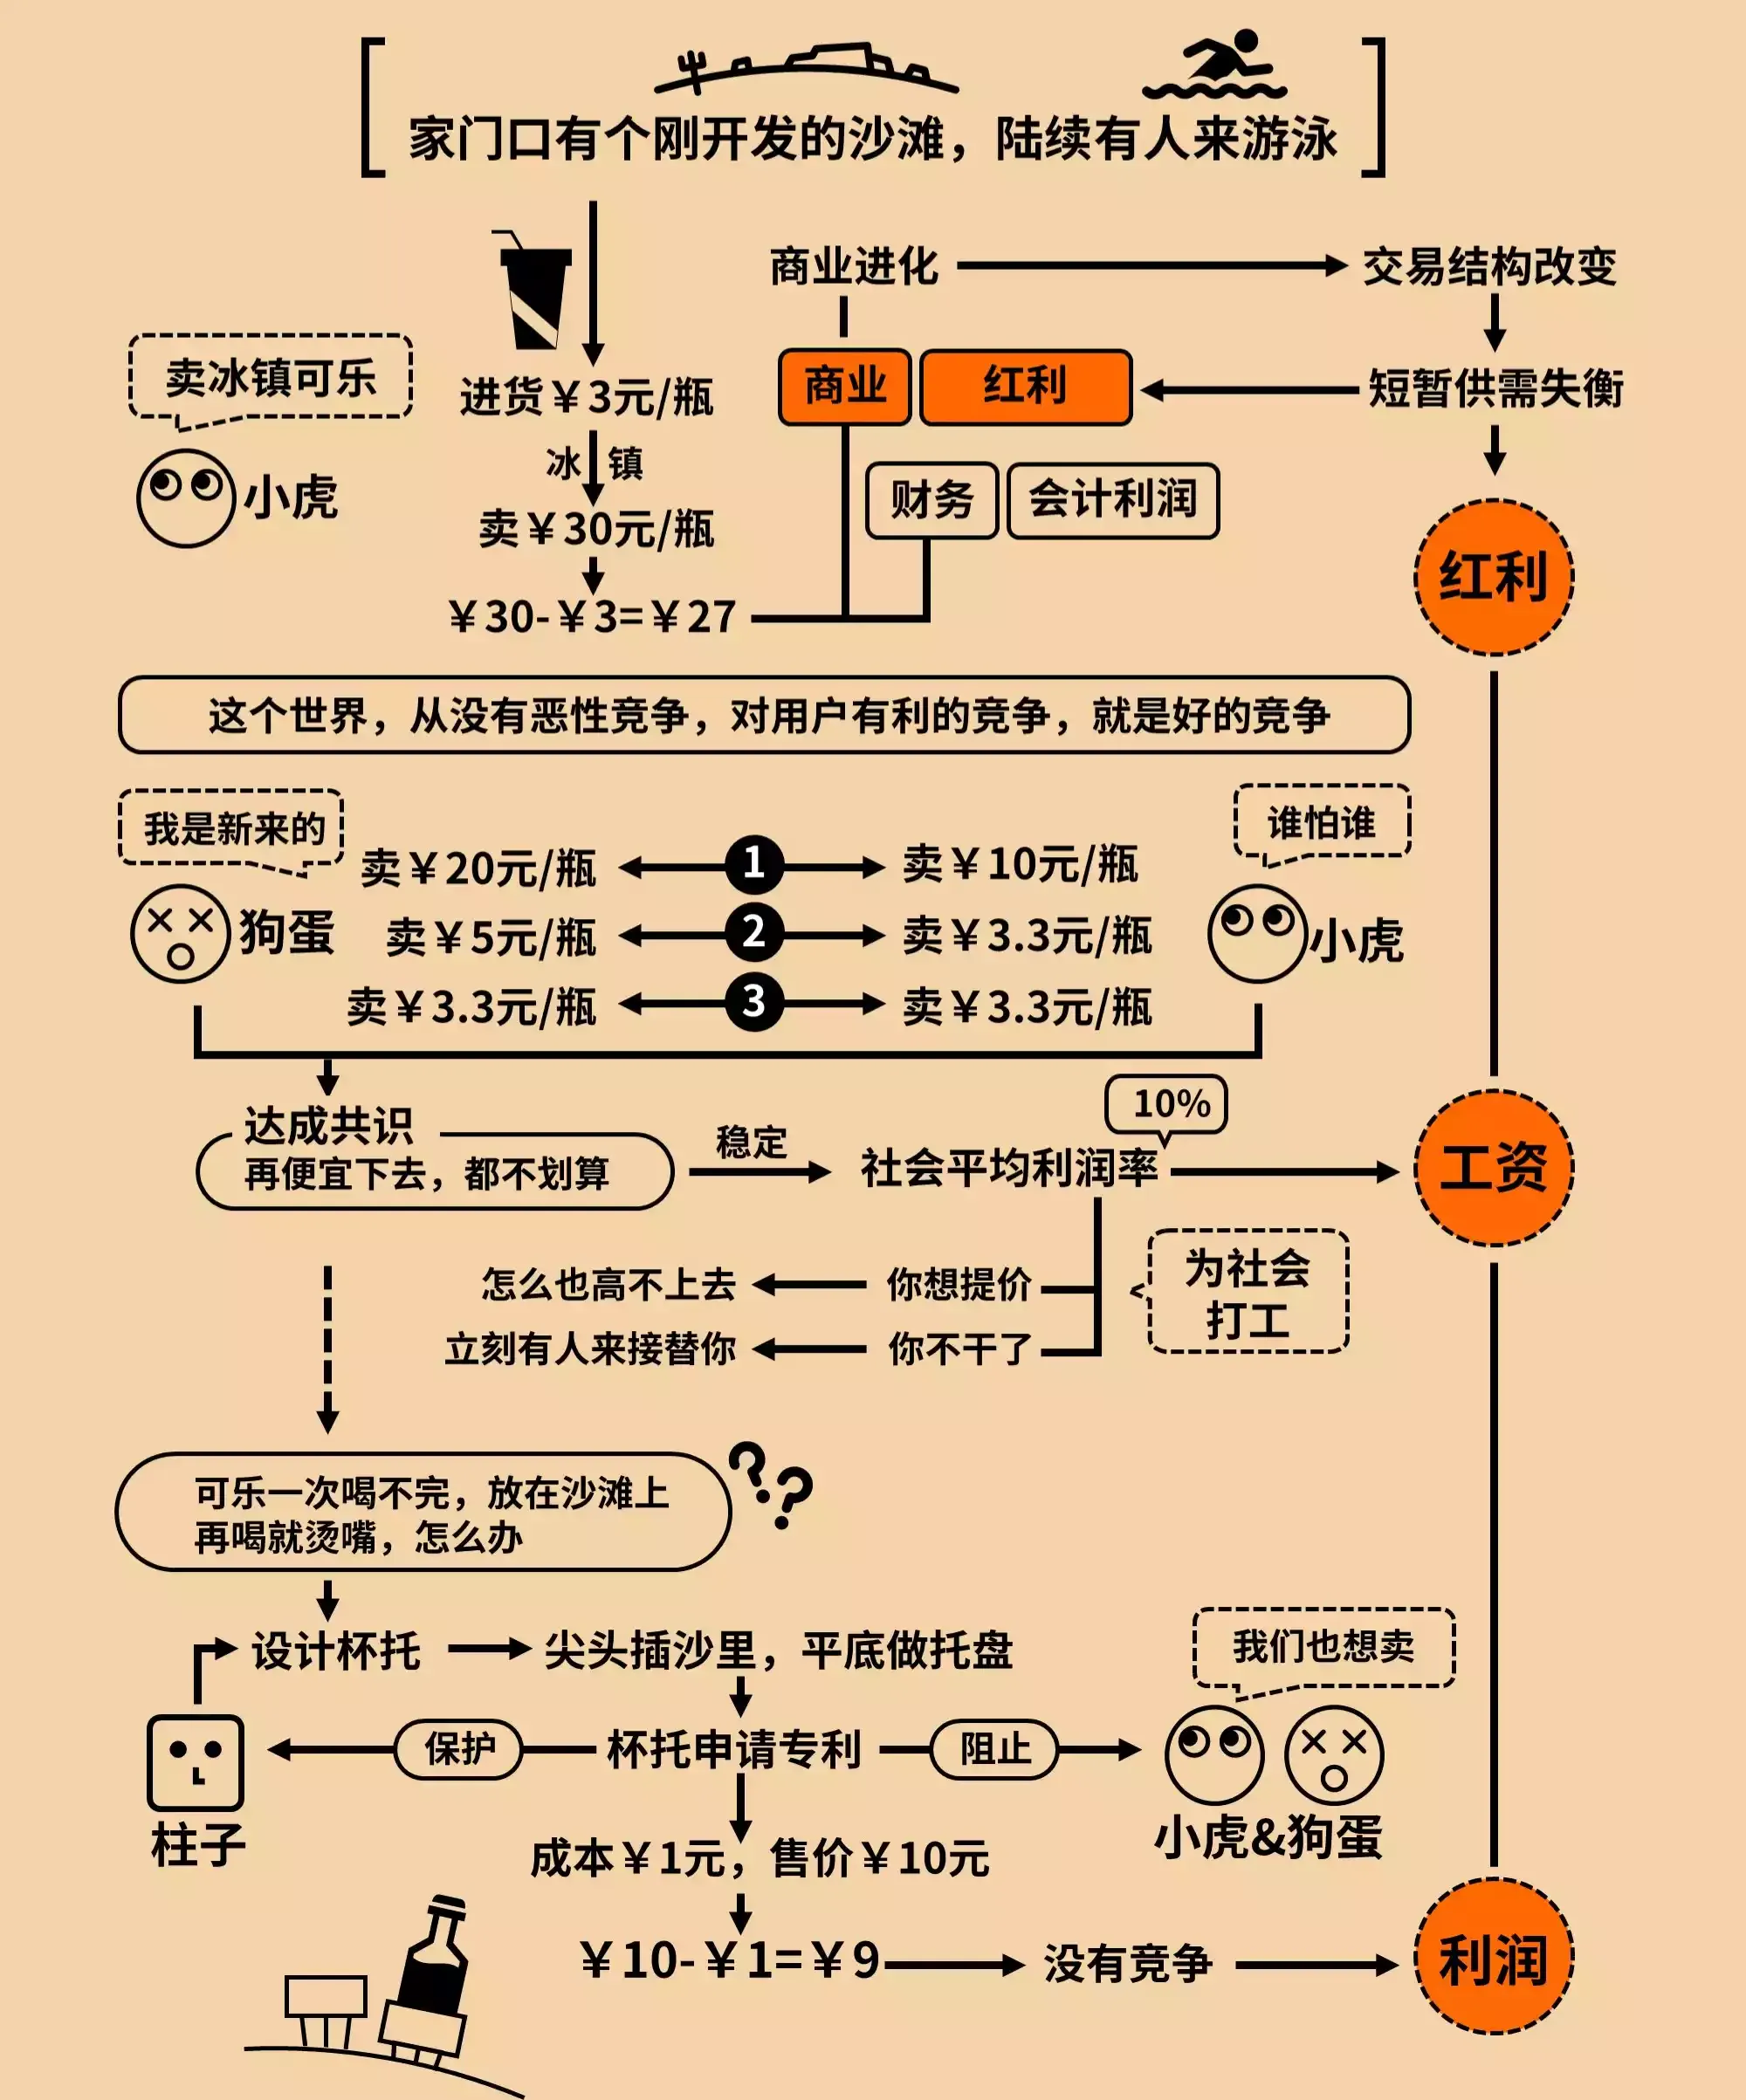 家门口有个刚开发的沙滩，陆续有人来游泳
商业进化
交易结构改变
卖冰镇可乐
小虎
进货￥3元/瓶
冰 镇
卖￥30元/瓶
￥30-￥3=￥27
商业
红利
短暂供需失衡
财务
会计利润
红利
这个世界，从没有恶性竞争，对用户有利的竞争，就是好的竞争
我是新来的
谁怕谁
狗蛋
小虎
卖￥20元/瓶
1
卖￥10元/瓶
卖￥5元/瓶
2
卖￥3.3元/瓶
卖￥3.3元/瓶
3
卖￥3.3元/瓶
达成共识
再便宜下去，都不划算
稳定
社会平均利润率
10%
工资
怎么也高不上去
你想提价
立刻有人来接替你
你不干了
为社会
打工
可乐一次喝不完，放在沙滩上
再喝就烫嘴，怎么办
??
设计杯托
尖头插沙里，平底做托盘
我们也想卖
柱子
保护
杯托申请专利
阻止
小虎&狗蛋
成本￥1元，售价￥10元
￥10-￥1=￥9
没有竞争
利润